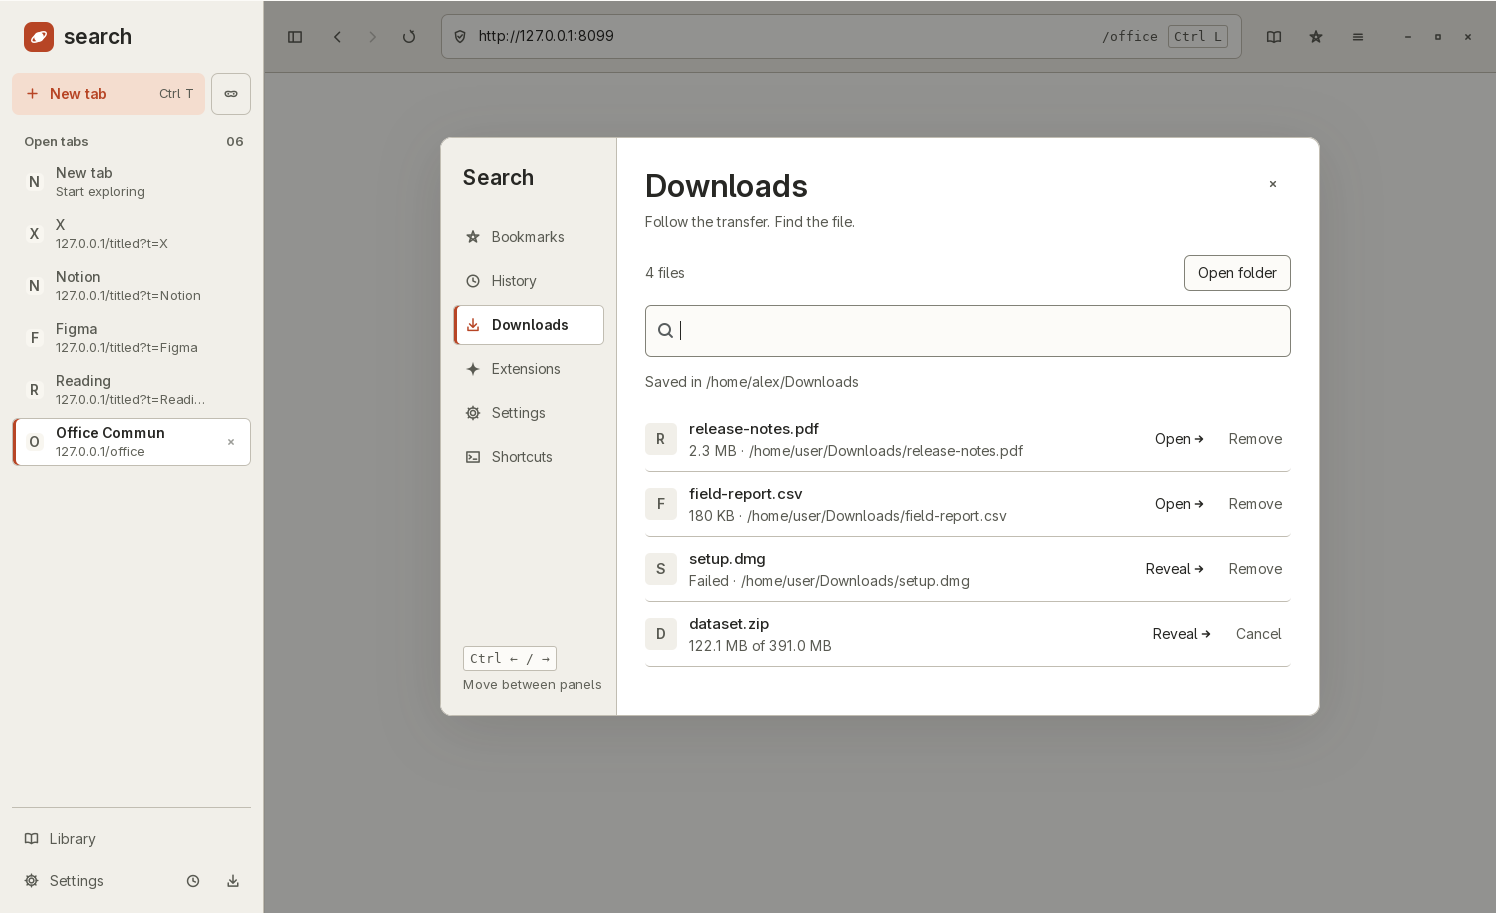 search
New tab Ctrl T
Open tabs 06
N New tab
Start exploring
X X
127.0.0.1/titled?t=X
N Notion
127.0.0.1/titled?t=Notion
F Figma
127.0.0.1/titled?t=Figma
R Reading
127.0.0.1/titled?t=Readi…
O Office Commun
127.0.0.1/office
Library
Settings
http://127.0.0.1:8099 /office Ctrl L
Search
Bookmarks
History
Downloads
Extensions
Settings
Shortcuts
Ctrl ← / →
Move between panels
Downloads
Follow the transfer. Find the file.
4 files Open folder
Saved in /home/alex/Downloads
R release-notes.pdf
2.3 MB · /home/user/Downloads/release-notes.pdf
Open → Remove
F field-report.csv
180 KB · /home/user/Downloads/field-report.csv
Open → Remove
S setup.dmg
Failed · /home/user/Downloads/setup.dmg
Reveal → Remove
D dataset.zip
122.1 MB of 391.0 MB
Reveal → Cancel